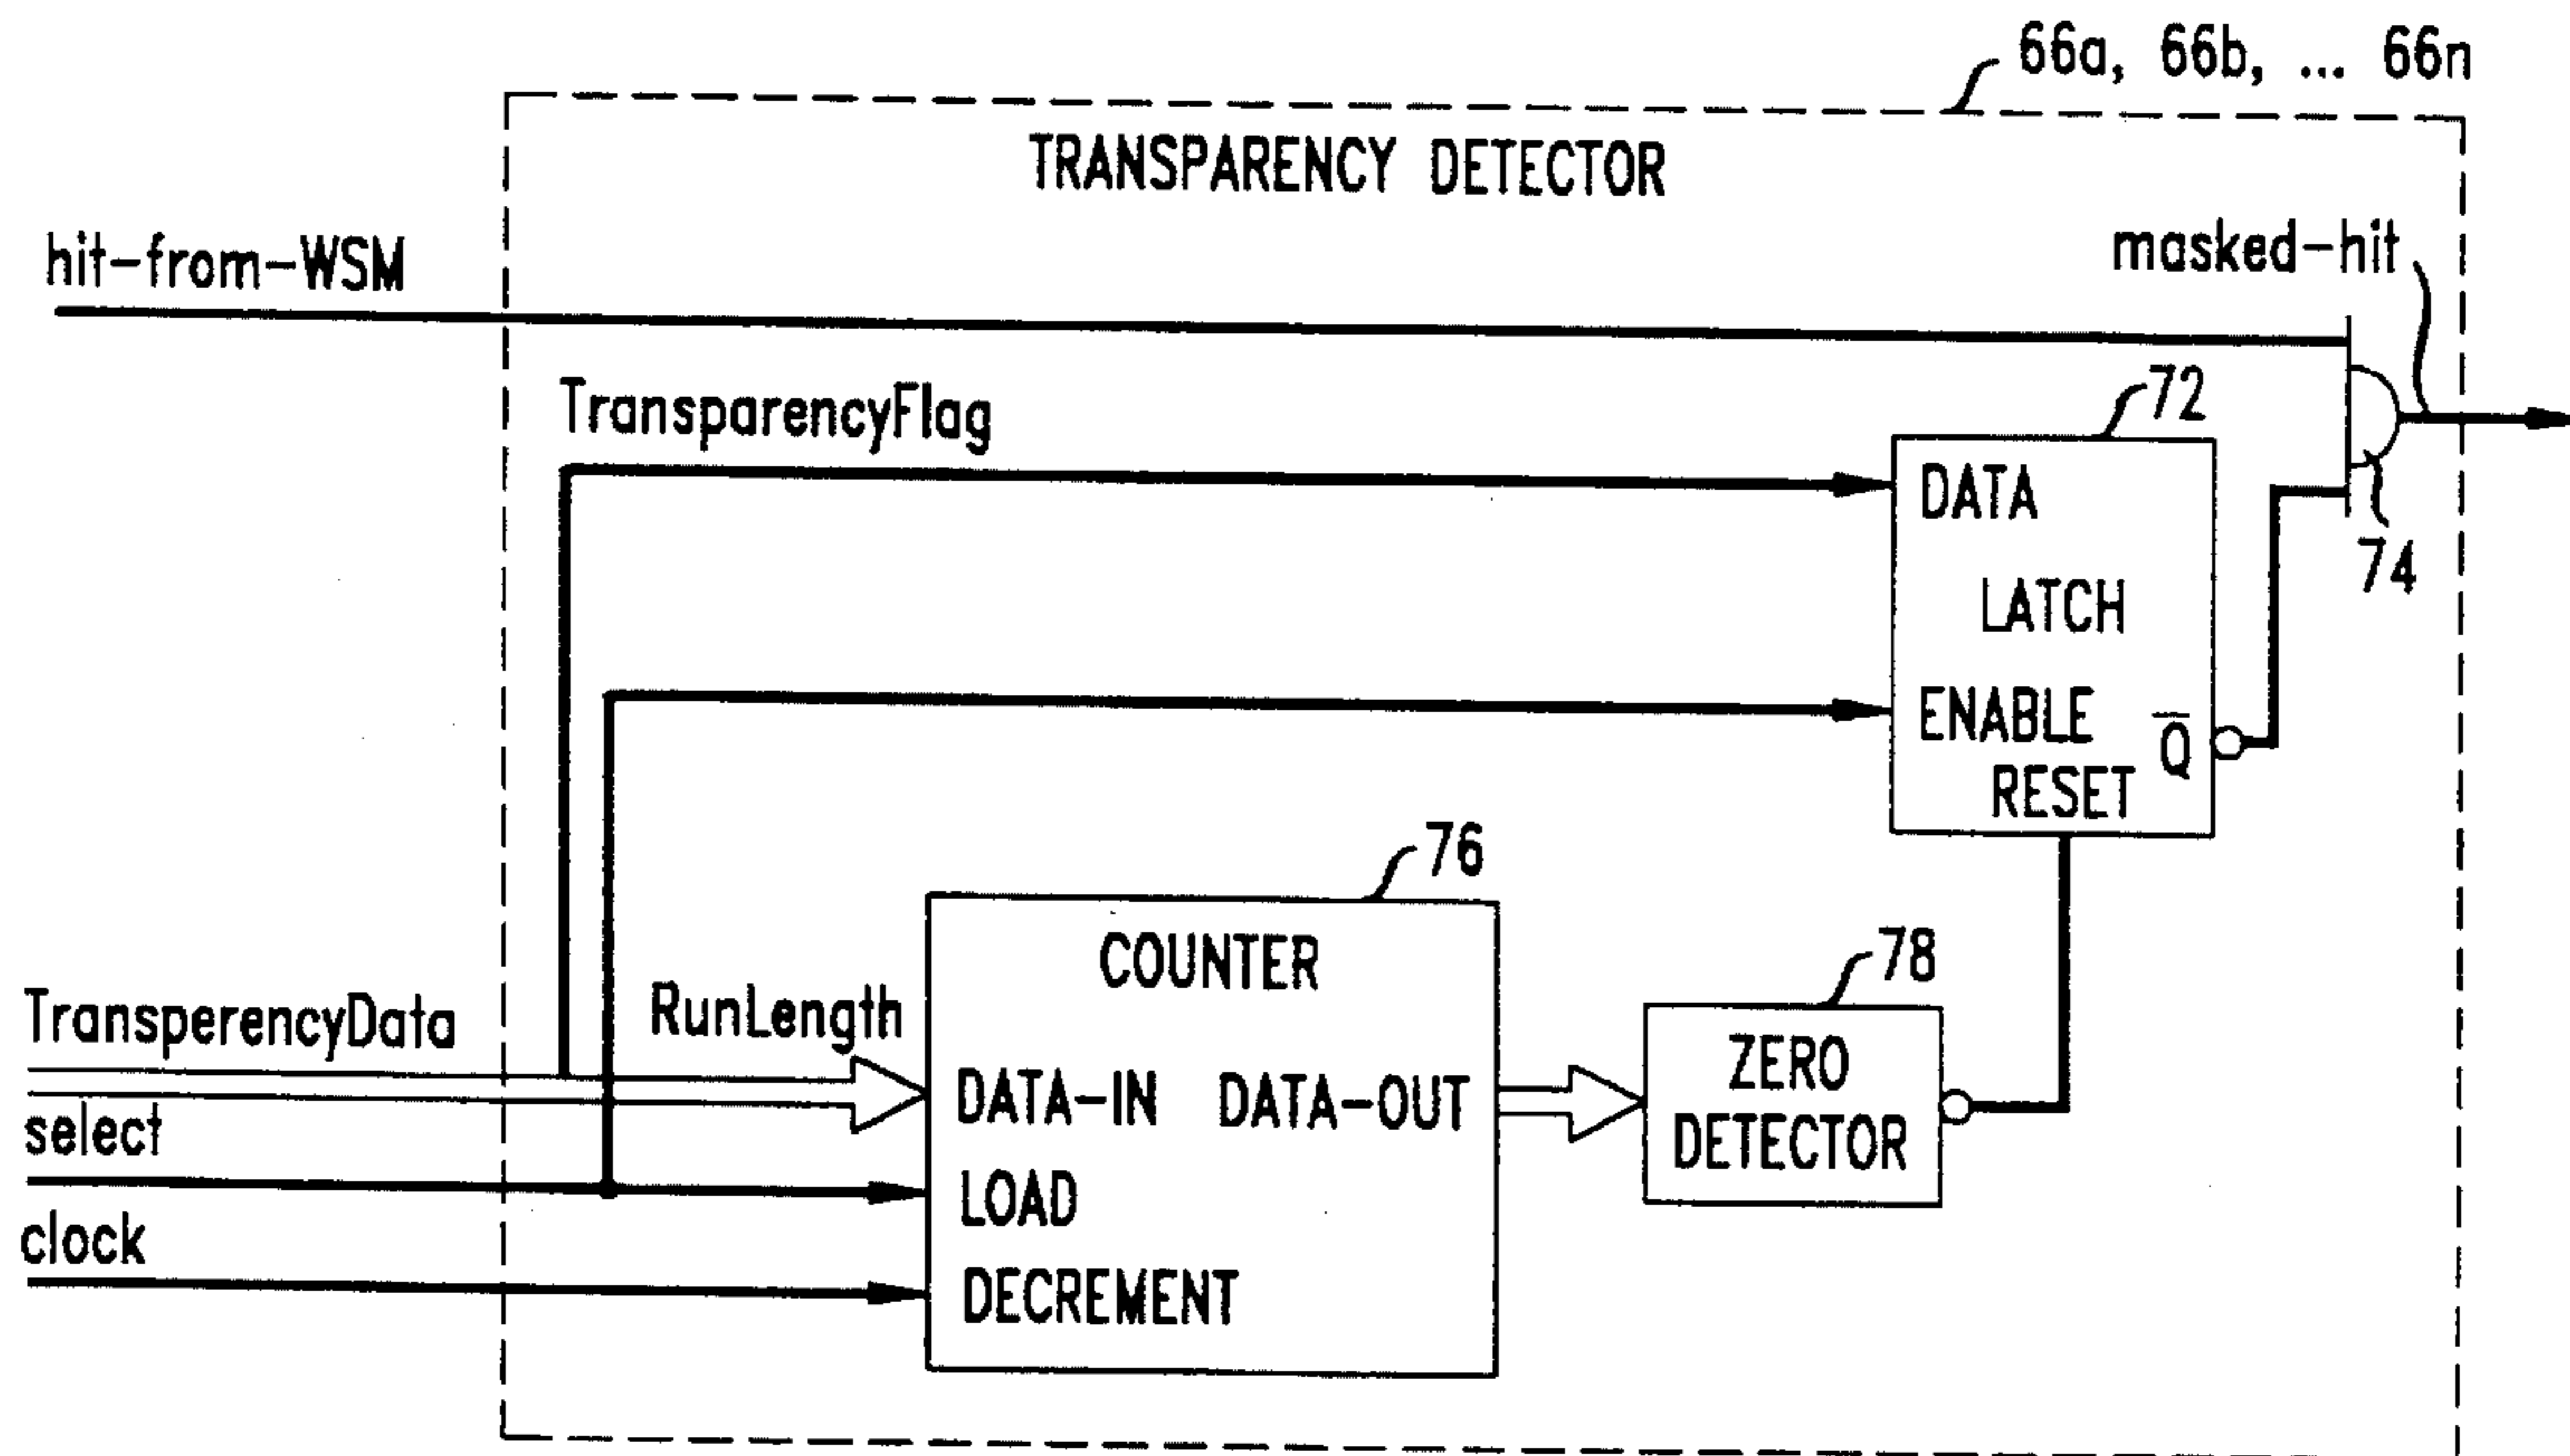 66a, 66b, ... 66n
TRANSPARENCY DETECTOR
hit-from-WSM
masked-hit
TransparencyFlag
72
DATA
LATCH
74
ENABLE
Q̅
RESET
76
COUNTER
78
TransperencyData
RunLength
DATA-IN DATA-OUT
ZERO
DETECTOR
select
LOAD
clock
DECREMENT